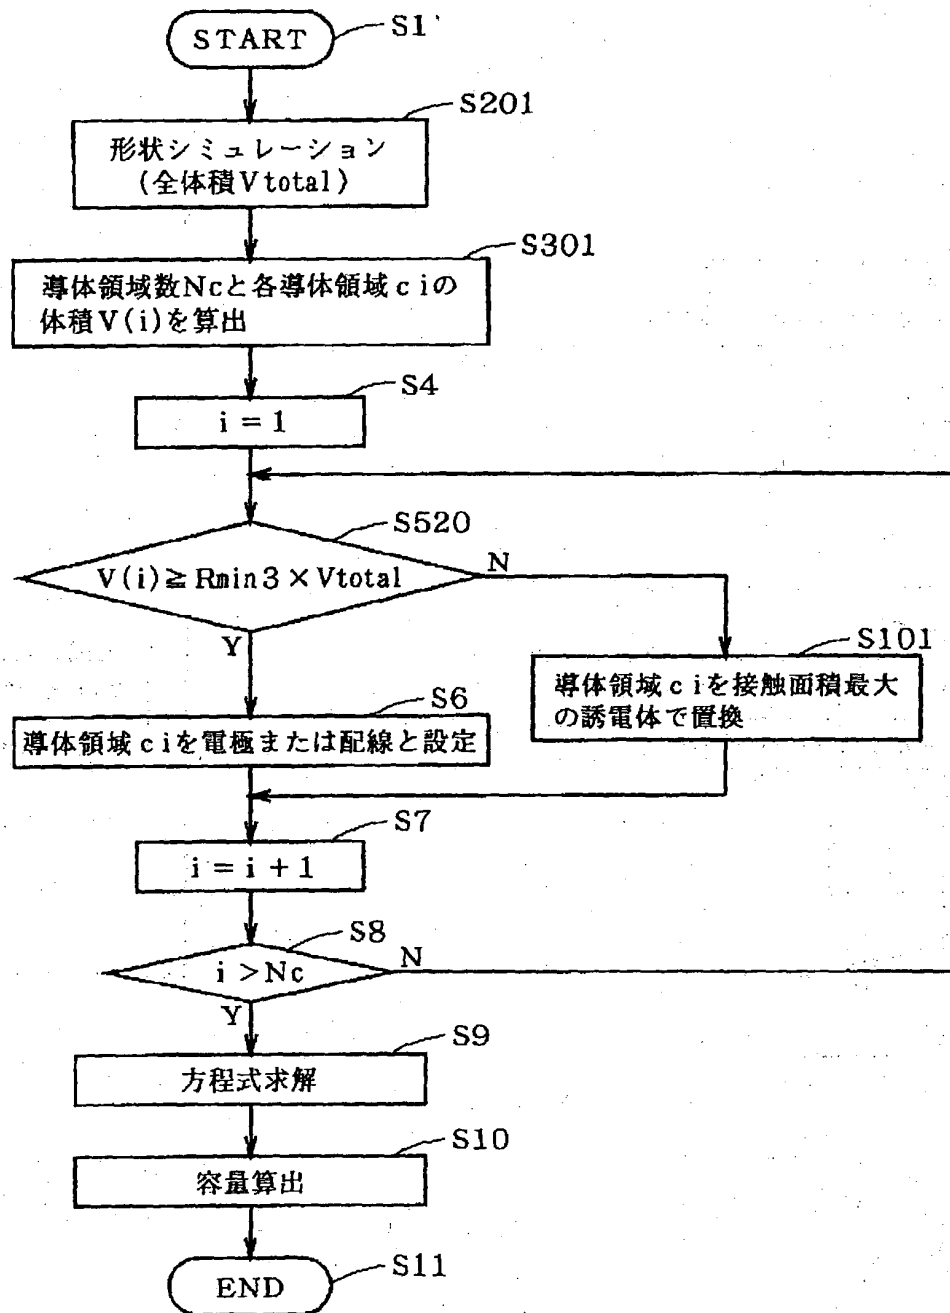 START
S1
S201
形状シミュレーション
(全体積Vtotal)
S301
導体領域数Ncと各導体領域ciの
体積V(i)を算出
S4
i=1
S520
V(i)≧Rmin3×Vtotal
N
Y
S101
導体領域ciを接触面積最大
の誘電体で置換
S6
導体領域ciを電極または配線と設定
S7
i=i+1
S8
i>Nc
N
Y
S9
方程式求解
S10
容量算出
S11
END